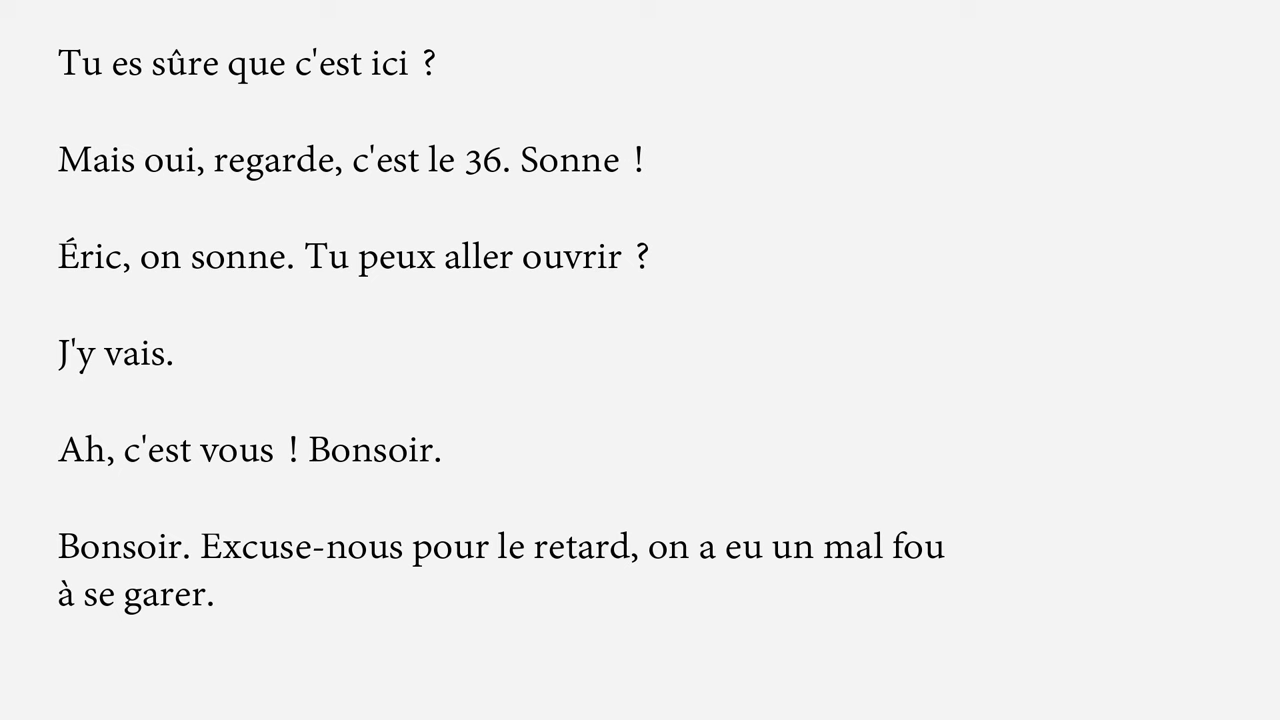 Tu es sûre que c'est ici ?
Mais oui, regarde, c'est le 36. Sonne !
Éric, on sonne. Tu peux aller ouvrir ?
J'y vais.
Ah, c'est vous ! Bonsoir.
Bonsoir. Excuse-nous pour le retard, on a eu un mal fou
à se garer.